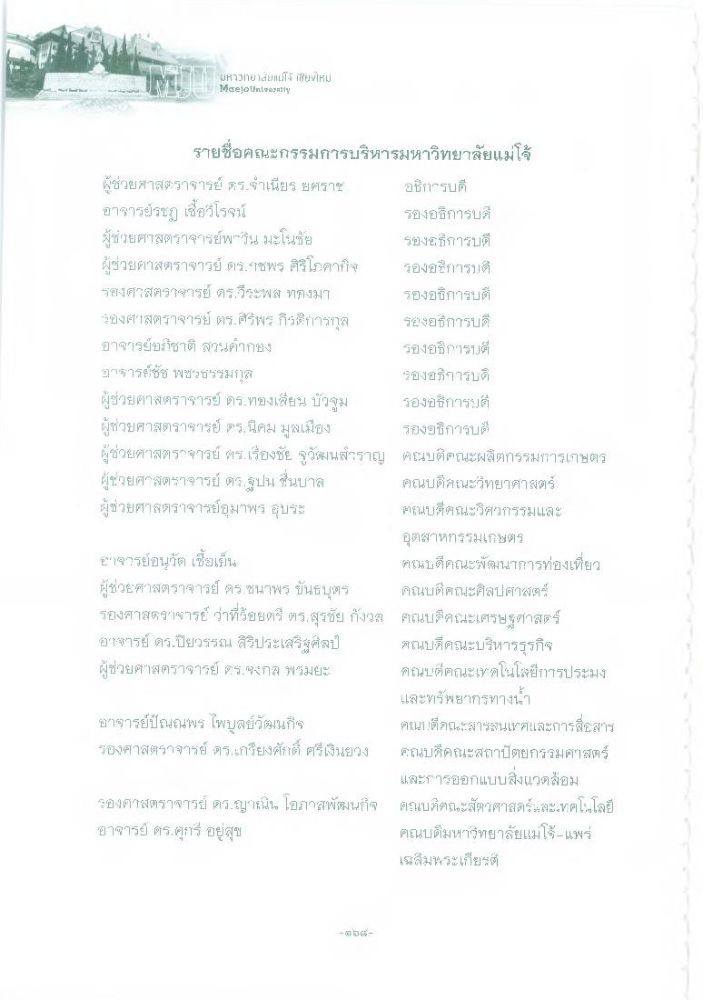 MJU
มหาวิทยาลัยแม่โจ้ เชียงใหม่
MaejoUniversity
รายชื่อคณะกรรมการบริหารมหาวิทยาลัยแม่โจ้
ผู้ช่วยศาสตราจารย์ ดร.จำเนียร ยศราช อธิการบดี
อาจารย์รชฏ เชื้อวิโรจน์ รองอธิการบดี
ผู้ช่วยศาสตราจารย์พาวิน มะโนชัย รองอธิการบดี
ผู้ช่วยศาสตราจารย์ ดร.ยชพร ศิริโภคากิจ รองอธิการบดี
รองศาสตราจารย์ ดร.วีระพล ทองมา รองอธิการบดี
รองศาสตราจารย์ ดร.ศิริพร กิรติการกุล รองอธิการบดี
อาจารย์อภิชาติ สวนคำกอง รองอธิการบดี
อาจารย์ชัช พชรธรรมกุล รองอธิการบดี
ผู้ช่วยศาสตราจารย์ ดร.ทองเลียน บัวจูม รองอธิการบดี
ผู้ช่วยศาสตราจารย์ ดร.นิคม มูลเมือง รองอธิการบดี
ผู้ช่วยศาสตราจารย์ ดร.เรืองชัย จูวัฒนสำราญ คณบดีคณะผลิตกรรมการเกษตร
ผู้ช่วยศาสตราจารย์ ดร.ฐปน ชื่นบาล คณบดีคณะวิทยาศาสตร์
ผู้ช่วยศาสตราจารย์อุมาพร อุประ คณบดีคณะวิศวกรรมและ
อุตสาหกรรมเกษตร
อาจารย์อนุวัต เชื้อเย็น คณบดีคณะพัฒนาการท่องเที่ยว
ผู้ช่วยศาสตราจารย์ ดร.ชนาพร ขันธบุตร คณบดีคณะศิลปศาสตร์
รองศาสตราจารย์ ว่าที่ร้อยตรี ดร.สุรชัย กังวล คณบดีคณะเศรษฐศาสตร์
อาจารย์ ดร.ปิยวรรณ สิริประเสริฐศิลป์ คณบดีคณะบริหารธุรกิจ
ผู้ช่วยศาสตราจารย์ ดร.จงกล พรมยะ คณบดีคณะเทคโนโลยีการประมง
และทรัพยากรทางน้ำ
อาจารย์ปัณณพร ไพบูลย์วัฒนกิจ คณบดีคณะสารสนเทศและการสื่อสาร
รองศาสตราจารย์ ดร.เกรียงศักดิ์ ศรีเงินยวง คณบดีคณะสถาปัตยกรรมศาสตร์
และการออกแบบสิ่งแวดล้อม
รองศาสตราจารย์ ดร.ญาณิน โอภาสพัฒนกิจ คณบดีคณะสัตวศาสตร์และเทคโนโลยี
อาจารย์ ดร.ศุกรี อยู่สุข คณบดีมหาวิทยาลัยแม่โจ้-แพร่
เฉลิมพระเกียรติ
-๑๖๘-